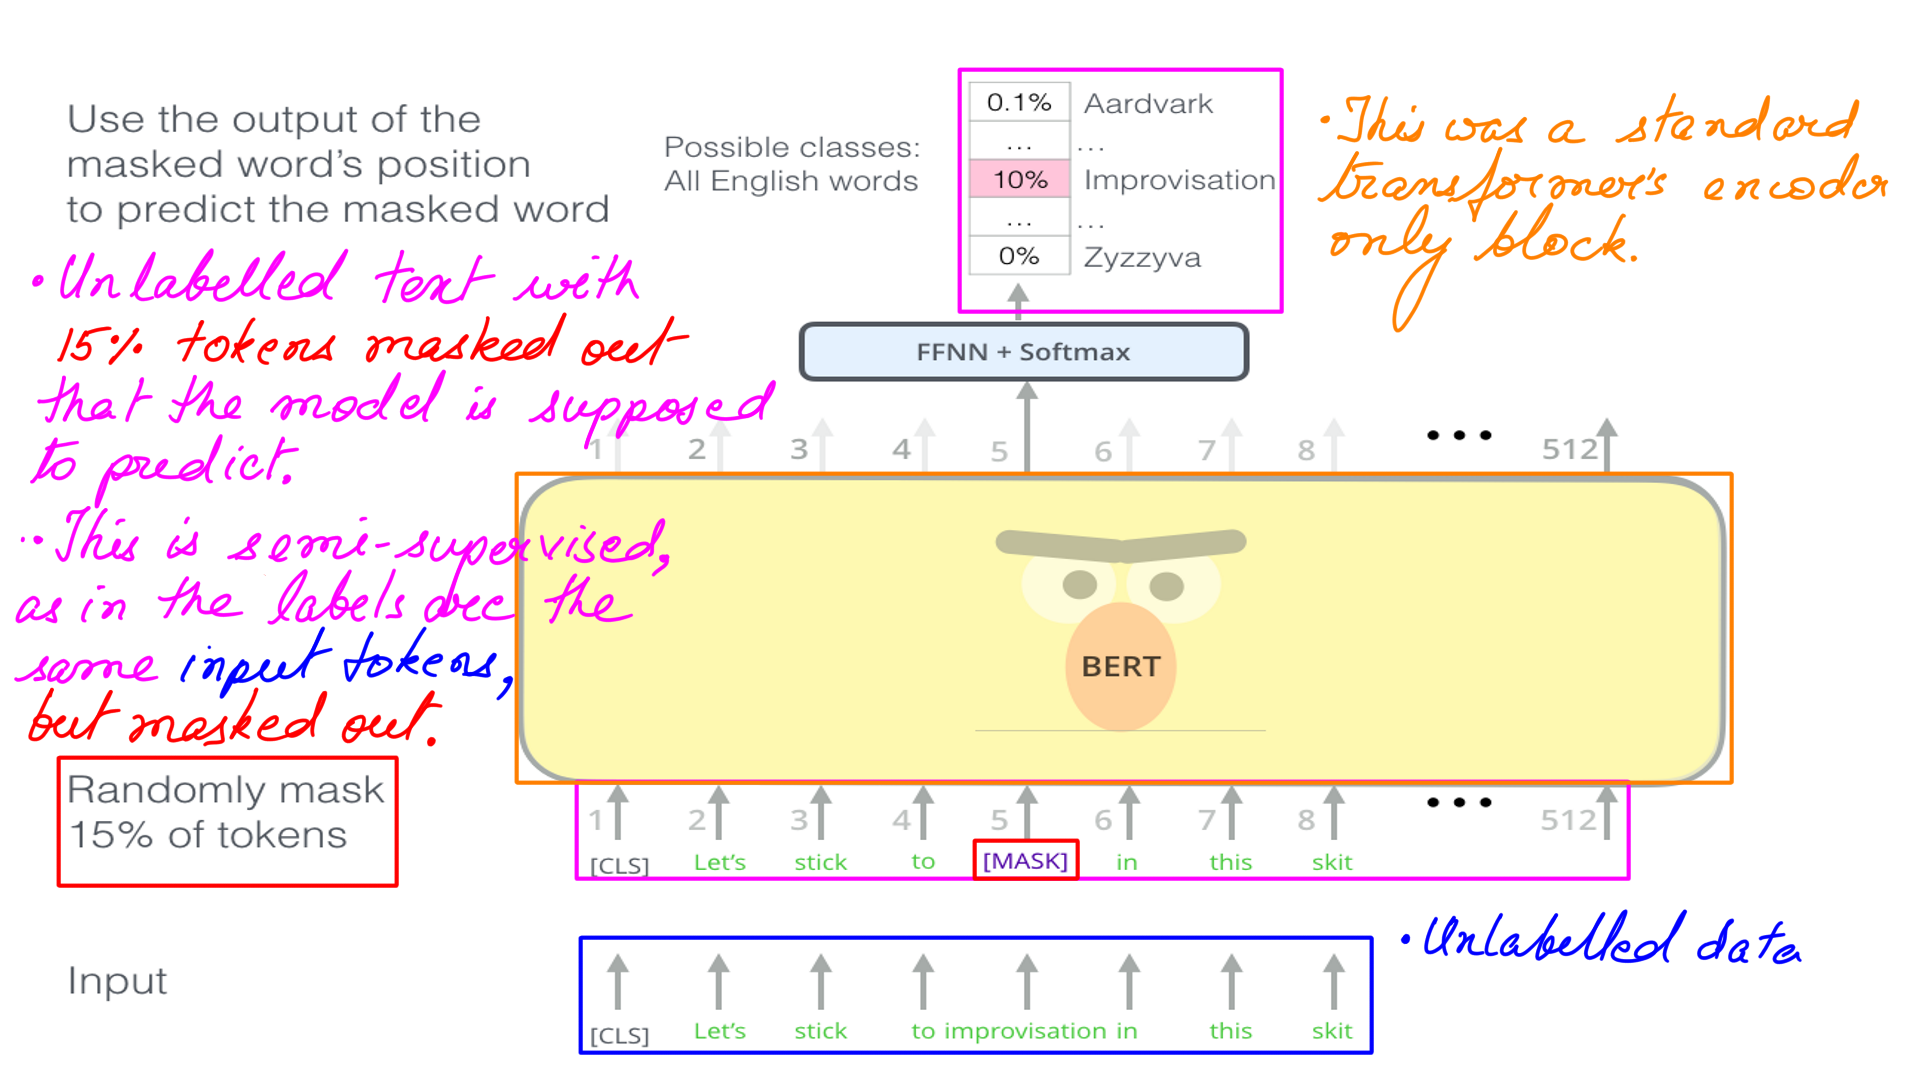 Use the output of the
masked word's position
to predict the masked word
Possible classes:
All English words
0.1% Aardvark
... ...
10% Improvisation
... ...
0% Zyzzyva
• This was a standard
transformer's encoder
only block.
• Unlabelled text with
15% tokens masked out
that the model is supposed
to predict.
FFNN + Softmax
1 2 3 4 5 6 7 8 ••• 512
•• This is semi-supervised,
as in the labels are the
same input tokens,
but masked out.
BERT
Randomly mask
15% of tokens
1 2 3 4 5 6 7 8 ••• 512
[CLS] Let's stick to [MASK] in this skit
• Unlabelled data
Input
[CLS] Let's stick to improvisation in this skit